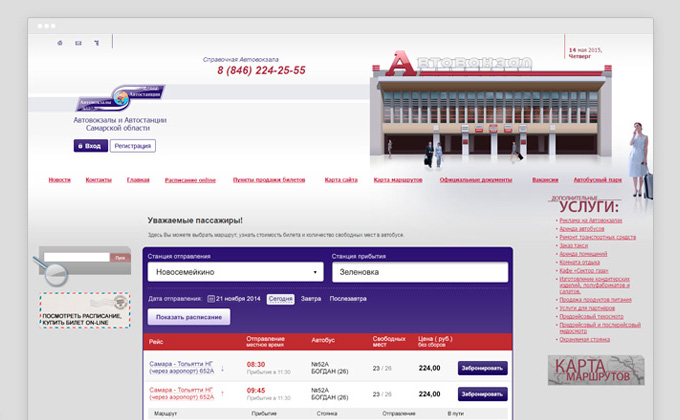 Справочная Автовокзала
8 (846) 224-25-55
Автовокзал
14 мая 2015,
Четверг
Автовокзалы
Автостанции
Автовокзалы и Автостанции
Самарской области
Вход
Регистрация
Новости
Контакты
Главная
Расписание online
Пункты продажи билетов
Карта сайта
Карта маршрутов
Официальные документы
Вакансии
Автобусный парк
ДОПОЛНИТЕЛЬНЫЕ
УСЛУГИ:
Реклама на Автовокзалах
Аренда автобусов
Ремонт транспортных средств
Заказ такси
Аренда помещений
Комната отдыха
Кафе «Сектор газа»
Изготовление кондитерских
изделий, полуфабрикатов и
салатов.
Продажа продуктов питания
Услуги для партнёров
Предрейсовый техосмотр
Предрейсовый и послерейсовый
медосмотр
Охраняемая стоянка
КАРТА
МАРШРУТОВ
ПОСМОТРЕТЬ РАСПИСАНИЕ,
КУПИТЬ БИЛЕТ ON-LINE
Уважаемые пассажиры!
Здесь Вы можете выбрать маршрут, узнать стоимость билета и количество свободных мест в автобусе.
Станция отправления
Станция прибытия
Новосемейкино
Зеленовка
Дата отправления:
21 ноября 2014
Сегодня
Завтра
Послезавтра
Показать расписание
Рейс
Отправление
местное время
Автобус
Свободных
мест
Цена ( руб.)
без сборов
Самара - Тольятти НГ
(через аэропорт) 652А
↓
08:30
Прибытие в 11:30
№52А
БОГДАН (26)
23 / 26
224,00
Забронировать
Самара - Тольятти НГ
(через аэропорт) 652А
↑
09:45
Прибытие в 11:30
№52А
БОГДАН (26)
23 / 26
224,00
Забронировать
Маршрут
Прибытие
Стоянка
Отправление
В пути